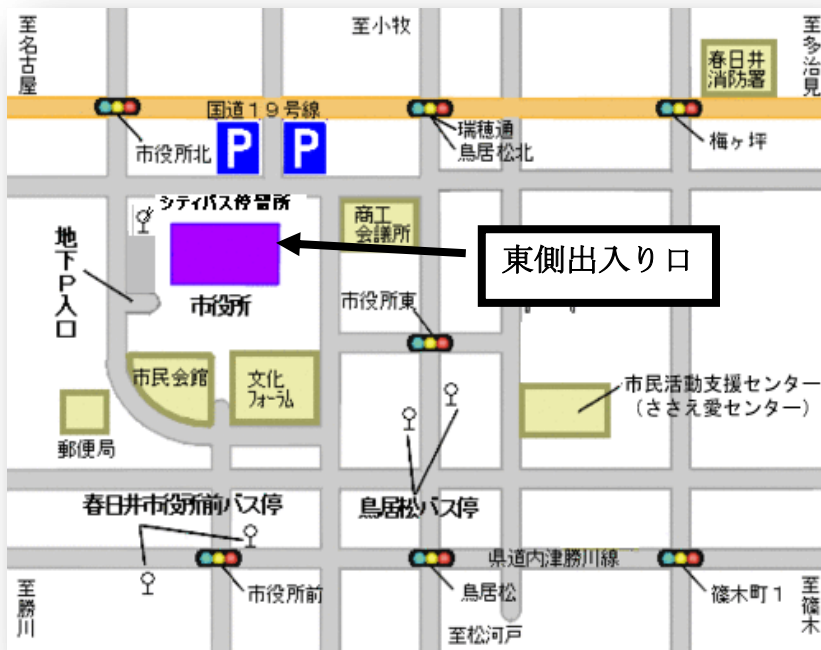 至名古屋
至小牧
至多治見
春日井
消防署
国道19号線
市役所北
瑞穂通
鳥居松北
梅ヶ坪
P
P
シティバス停留所
商工
会議所
東側出入り口
地下P入口
市役所
市役所東
市民会館
文化
フォーラム
市民活動支援センター
(ささえ愛センター)
郵便局
春日井市役所前バス停
鳥居松バス停
県道内津勝川線
市役所前
鳥居松
篠木町1
至勝川
至松河戸
至篠木